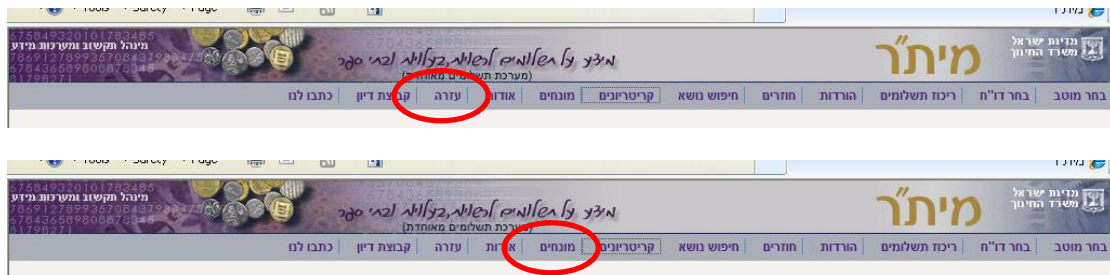 Tools Safety Page
מדינת ישראל
משרד החינוך
מית"ר
מידע על תשלומים לרשויות, בעלויות ובתי ספר
(מערכת תשלומים מאוחדת)
מינהל תקשוב ומערכות מידע
בחר מוטב | בחר דו"ח | ריכוז תשלומים | הורדות | חוזרים | חיפוש נושא | קריטריונים | מונחים | אודות | עזרה | קבוצת דיון | כתבו לנו
Tools Safety Page
מדינת ישראל
משרד החינוך
מית"ר
מידע על תשלומים לרשויות, בעלויות ובתי ספר
(מערכת תשלומים מאוחדת)
מינהל תקשוב ומערכות מידע
בחר מוטב | בחר דו"ח | ריכוז תשלומים | הורדות | חוזרים | חיפוש נושא | קריטריונים | מונחים | אודות | עזרה | קבוצת דיון | כתבו לנו